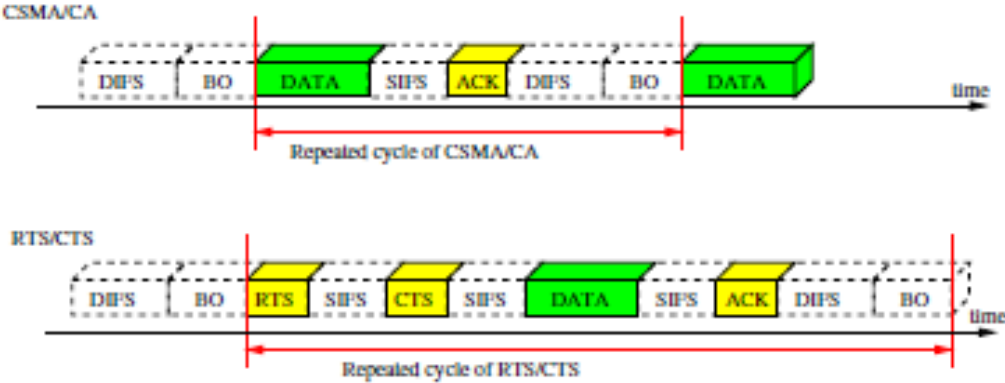 CSMA/CA
DIFS BO DATA SIFS ACK DIFS BO DATA
time
Repeated cycle of CSMA/CA
RTS/CTS
DIFS BO RTS SIFS CTS SIFS DATA SIFS ACK DIFS BO
time
Repeated cycle of RTS/CTS